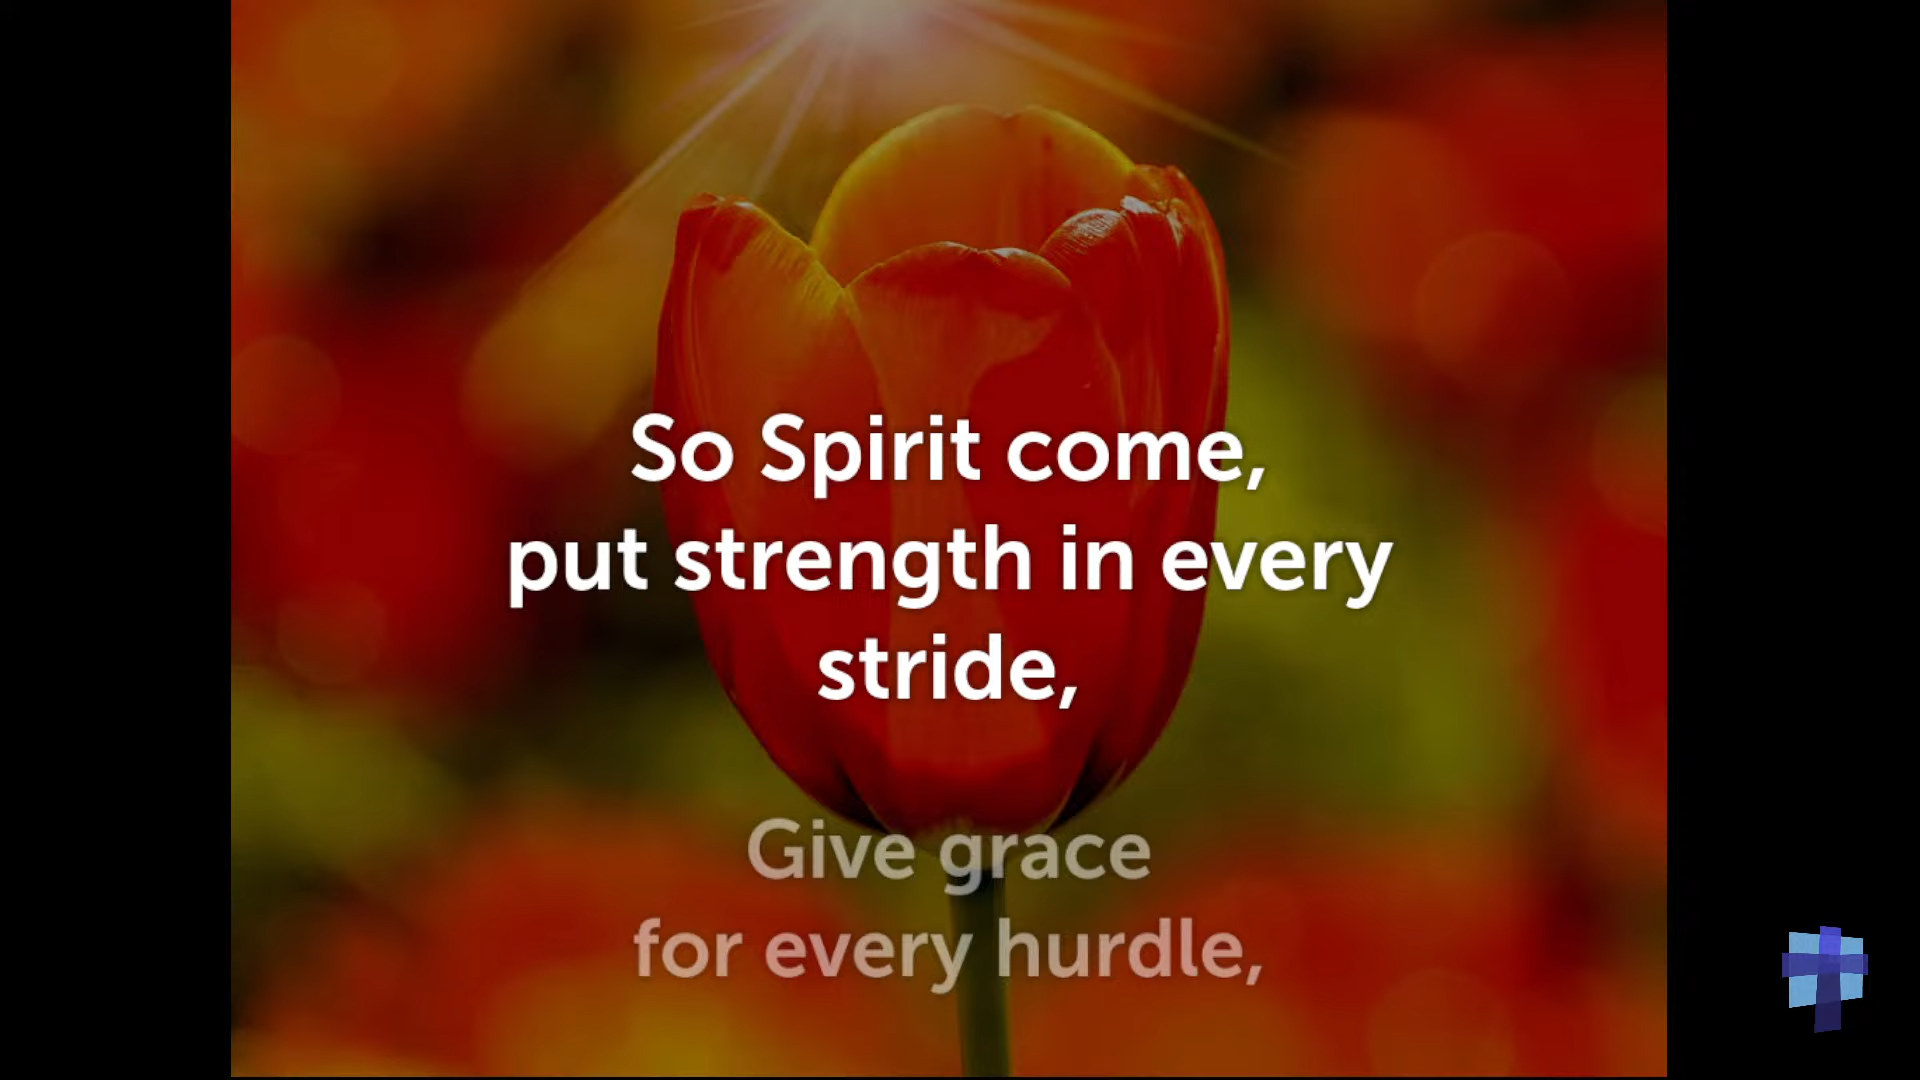 So Spirit come,
put strength in every
stride,
Give grace
for every hurdle,